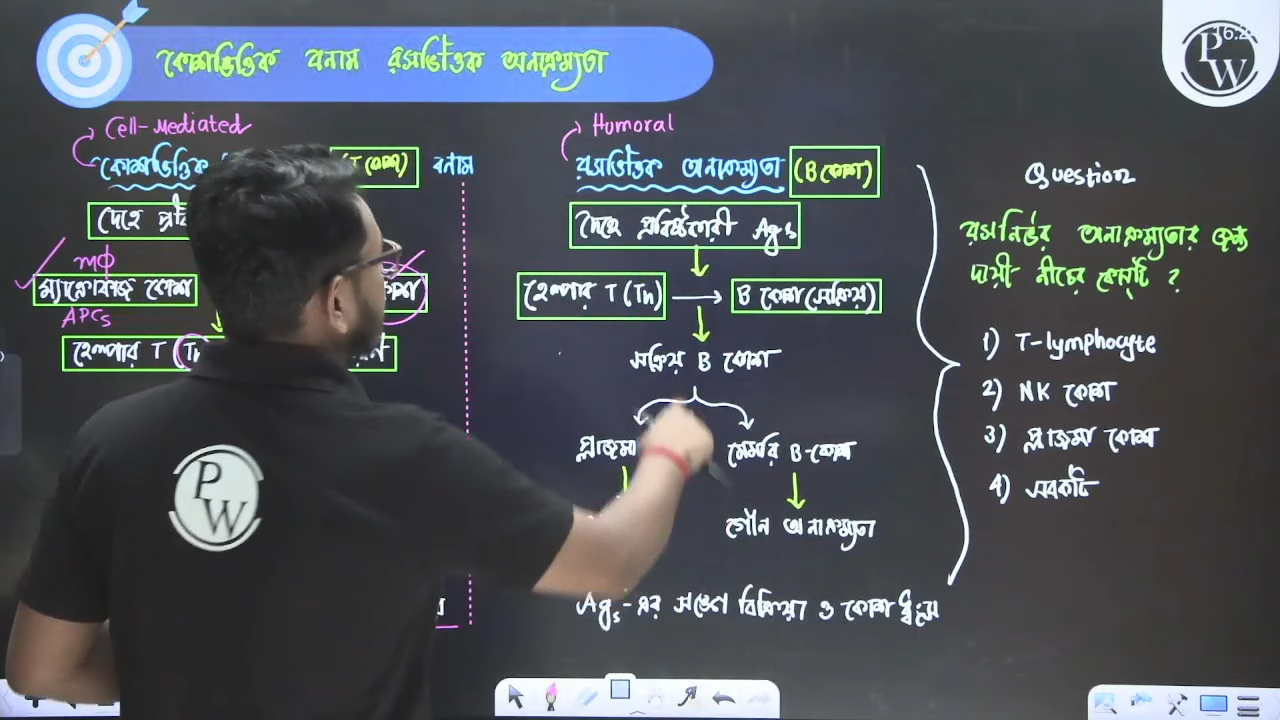 কোশভিত্তিক বনাম রসভিত্তিক অনাক্রম্যতা
PW
Cell-Mediated
কোশভিত্তিক
(T কোশ)
বনাম
দেহে
MΦ
ম্যাক্রোফাজ কোশ
APCs
হেল্পার T
Humoral
রসভিত্তিক অনাক্রম্যতা (B কোশ)
দেহে প্রবিষ্টকারী Ags
হেল্পার T (TH) → B কোশ (সক্রিয়)
সক্রিয় B কোশ
প্লাজমা
মেমরি B-কোশ
গৌন অনাক্রম্যতা
Ags-এর সঙ্গে বিক্রিয়া ও কোশ ধ্বংস
Question
রসনির্ভর অনাক্রম্যতার জন্য
দায়ী নীচের কোনটি ?
1) T-lymphocyte
2) NK কোশ
3) প্লাজমা কোশ
4) সবকটি
PW